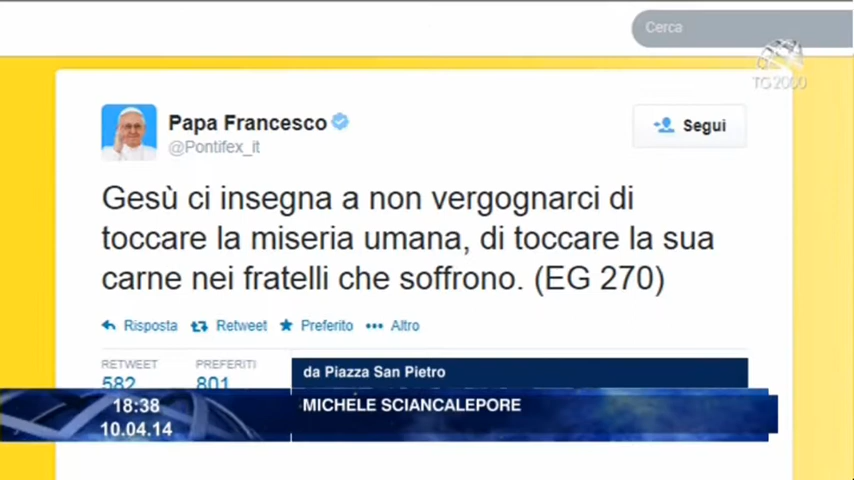 Cerca
TG2000
Papa Francesco
@Pontifex_it
Segui
Gesù ci insegna a non vergognarci di
toccare la miseria umana, di toccare la sua
carne nei fratelli che soffrono. (EG 270)
Risposta Retweet Preferito Altro
RETWEET PREFERITI
582 801
da Piazza San Pietro
18:38 MICHELE SCIANCALEPORE
10.04.14